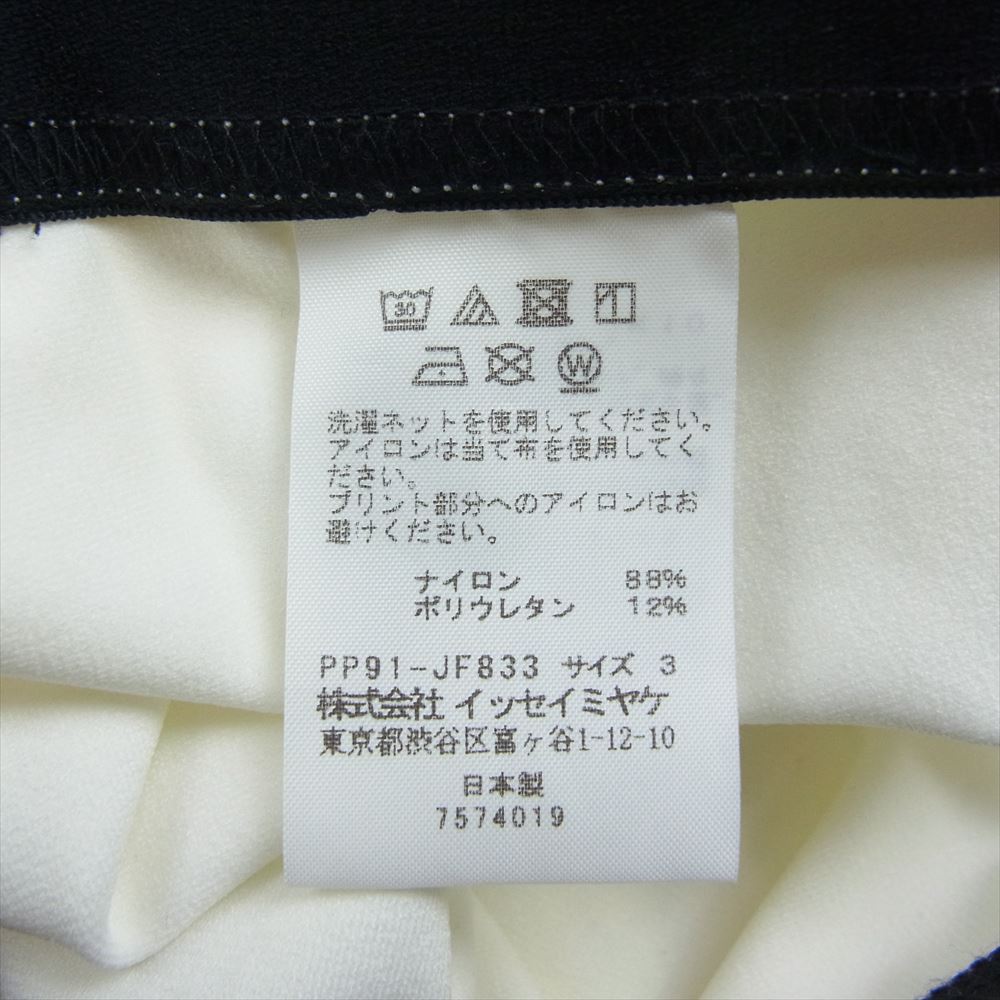 30
W
洗濯ネットを使用してください。
アイロンは当て布を使用してく
ださい。
プリント部分へのアイロンはお
避けください。
ナイロン 88%
ポリウレタン 12%
PP91-JF833 サイズ 3
株式会社 イッセイミヤケ
東京都渋谷区富ヶ谷1-12-10
日本製
7574019